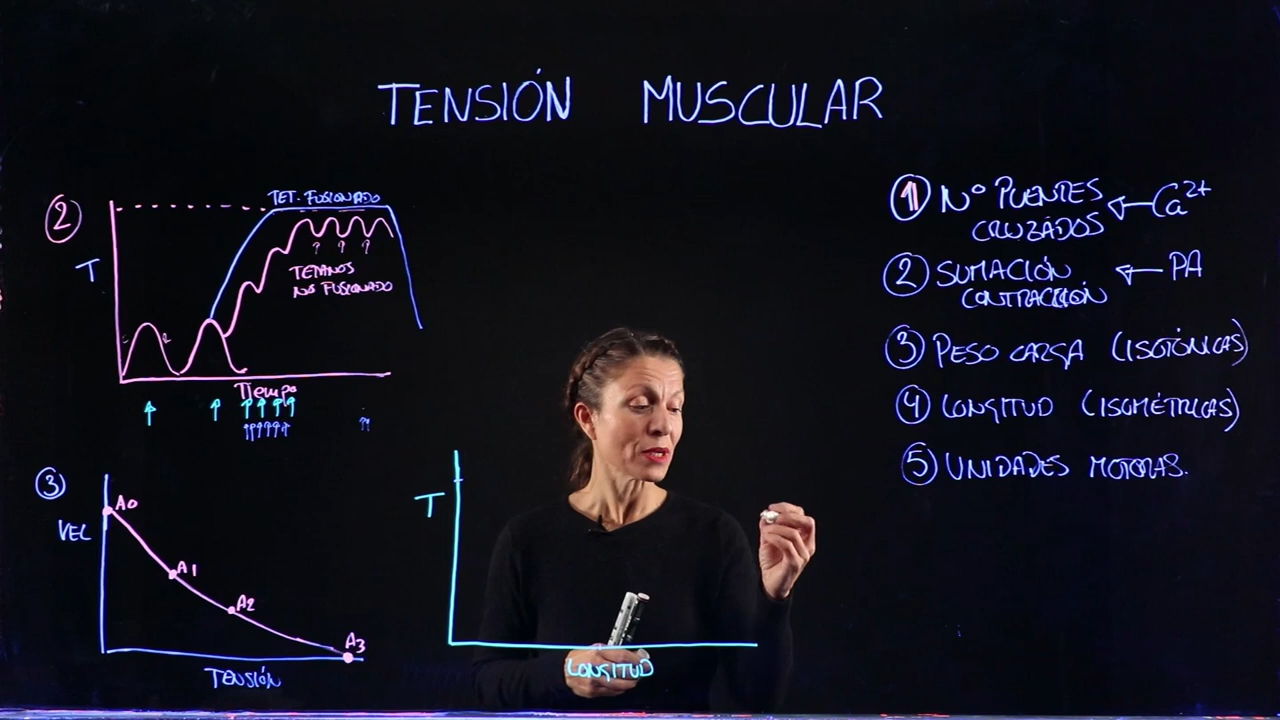 TENSIÓN MUSCULAR
②
TET. FUSIONADO
T
TETANOS
NO FUSIONADO
Tiempo
③
VEL
A0
A1
A2
A3
TENSIÓN
T
LONGITUD
① Nº PUENTES
CRUZADOS ← Ca²⁺
② SUMACIÓN ← PA
CONTRACCIÓN
③ PESO CARGA (ISOTÓNICAS)
④ LONGITUD (ISOMÉTRICAS)
⑤ UNIDADES MOTORAS.